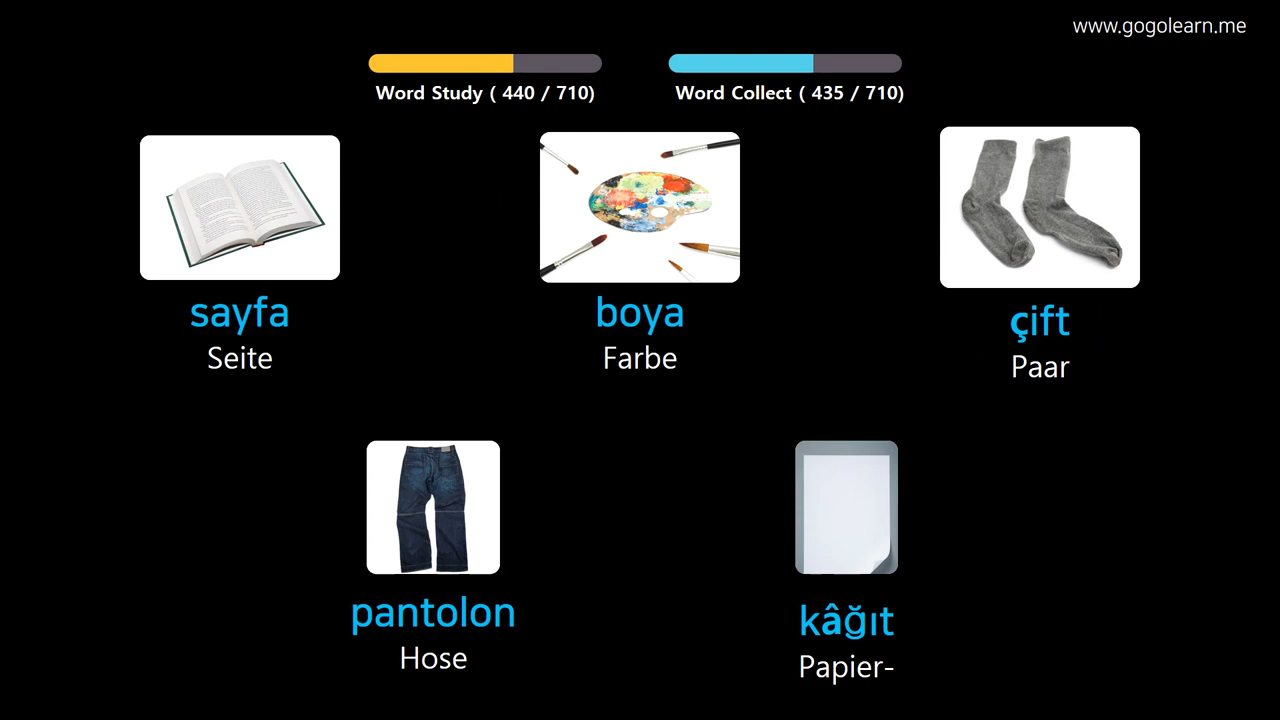 www.gogolearn.me
Word Study ( 440 / 710)
Word Collect ( 435 / 710)
sayfa
Seite
boya
Farbe
çift
Paar
pantolon
Hose
kâğıt
Papier-